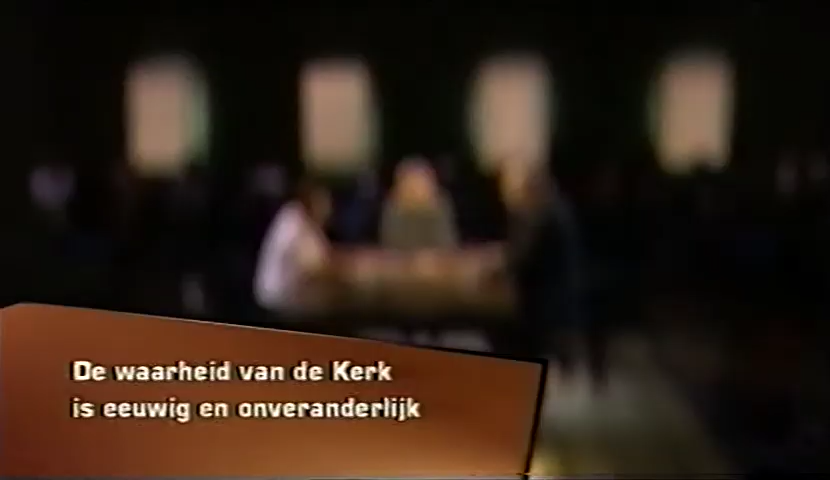 De waarheid van de Kerk
is eeuwig en onveranderlijk